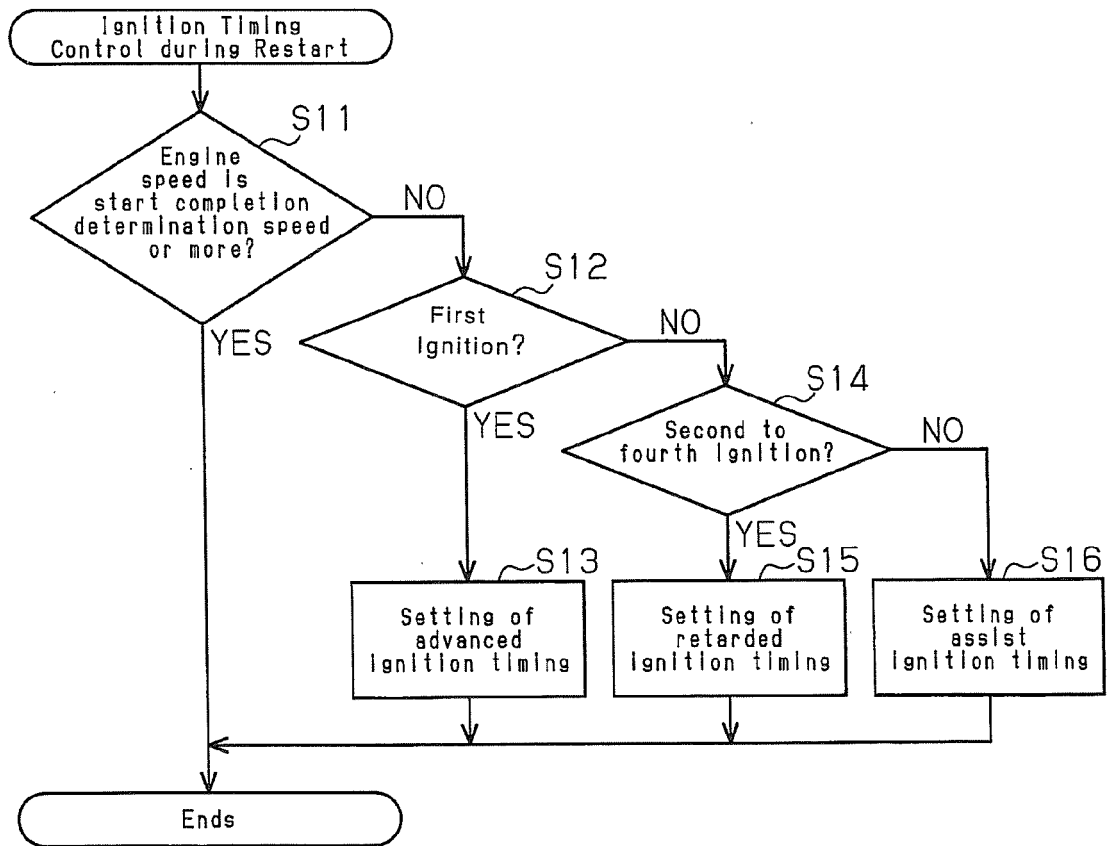 Ignition Timing
Control during Restart
S11
Engine
speed is
start completion
determination speed
or more?
NO
YES
S12
First
Ignition?
NO
YES
S14
Second to
fourth ignition?
NO
YES
S13
Setting of
advanced
ignition timing
S15
Setting of
retarded
ignition timing
S16
Setting of
assist
ignition timing
Ends